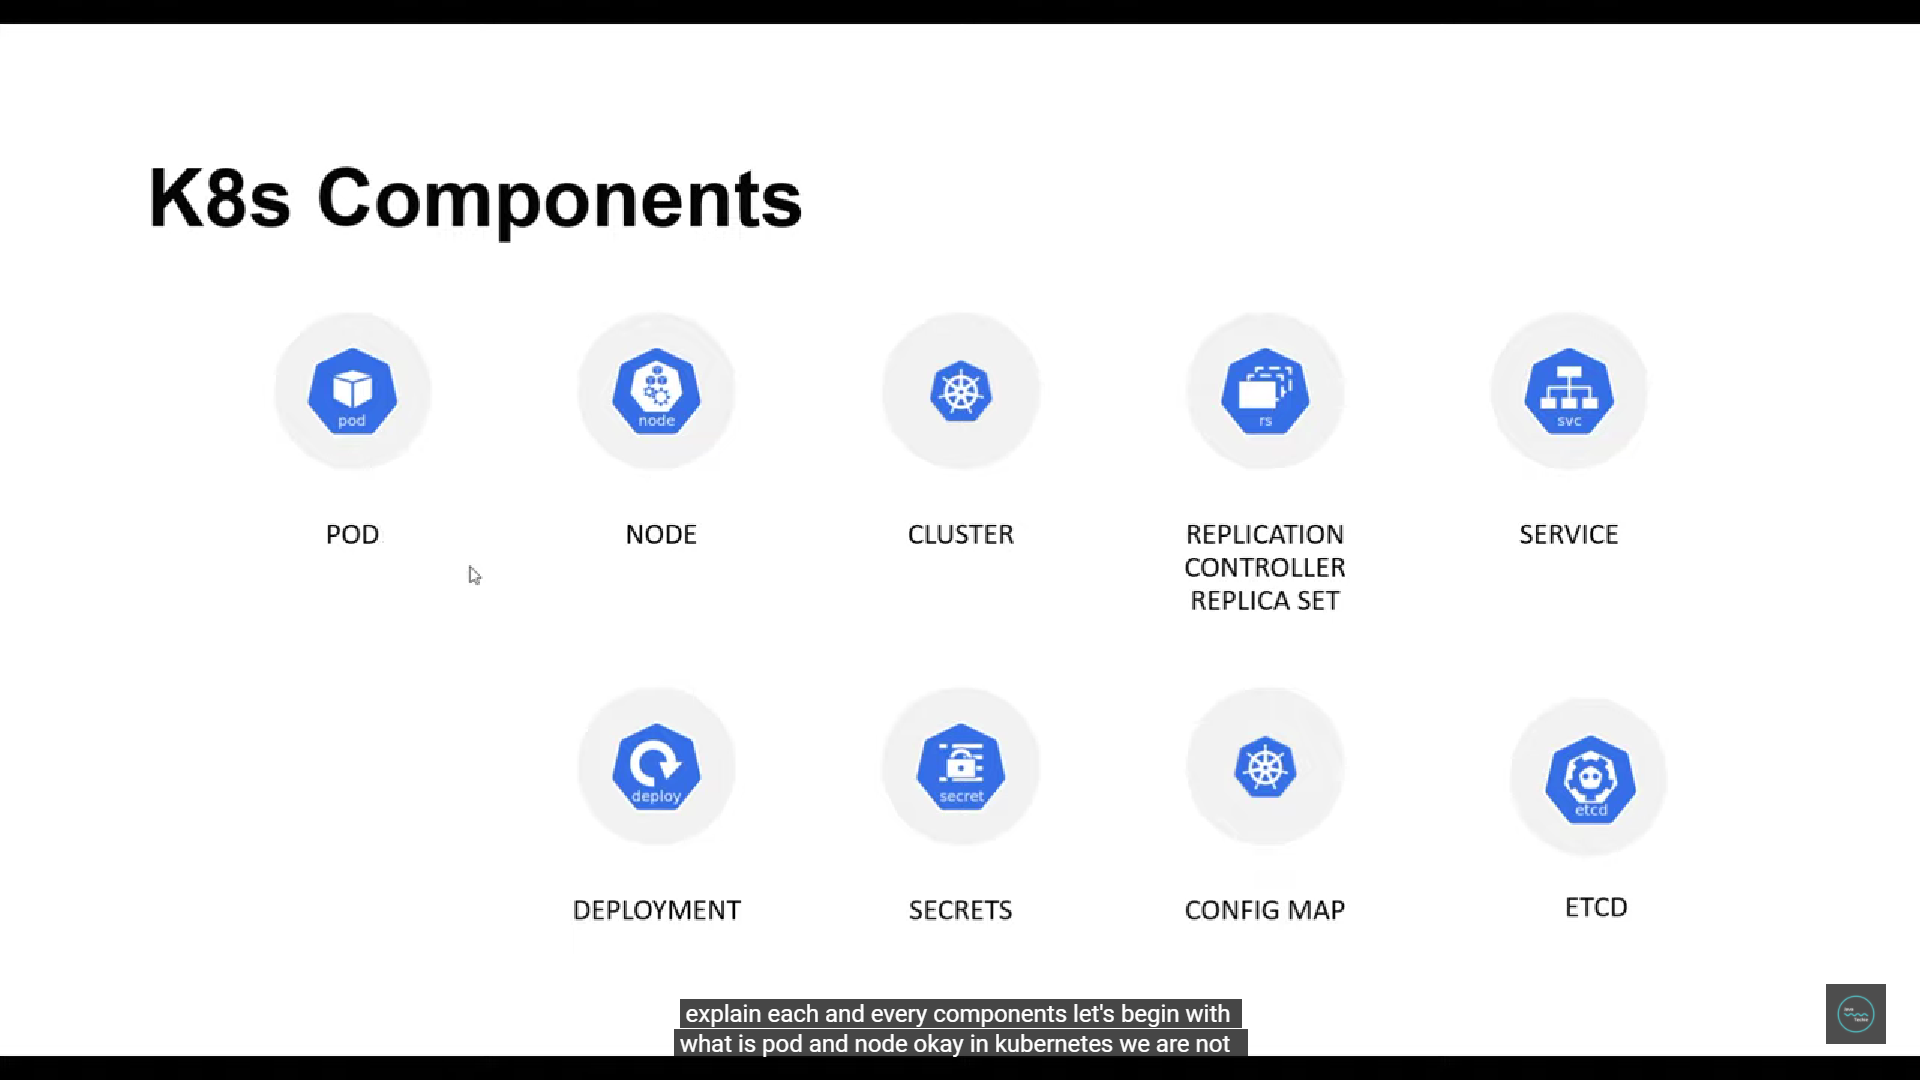 K8s Components
pod
node
rs
svc
POD
NODE
CLUSTER
REPLICATION
CONTROLLER
REPLICA SET
SERVICE
deploy
secret
etcd
DEPLOYMENT
SECRETS
CONFIG MAP
ETCD
explain each and every components let's begin with
what is pod and node okay in kubernetes we are not